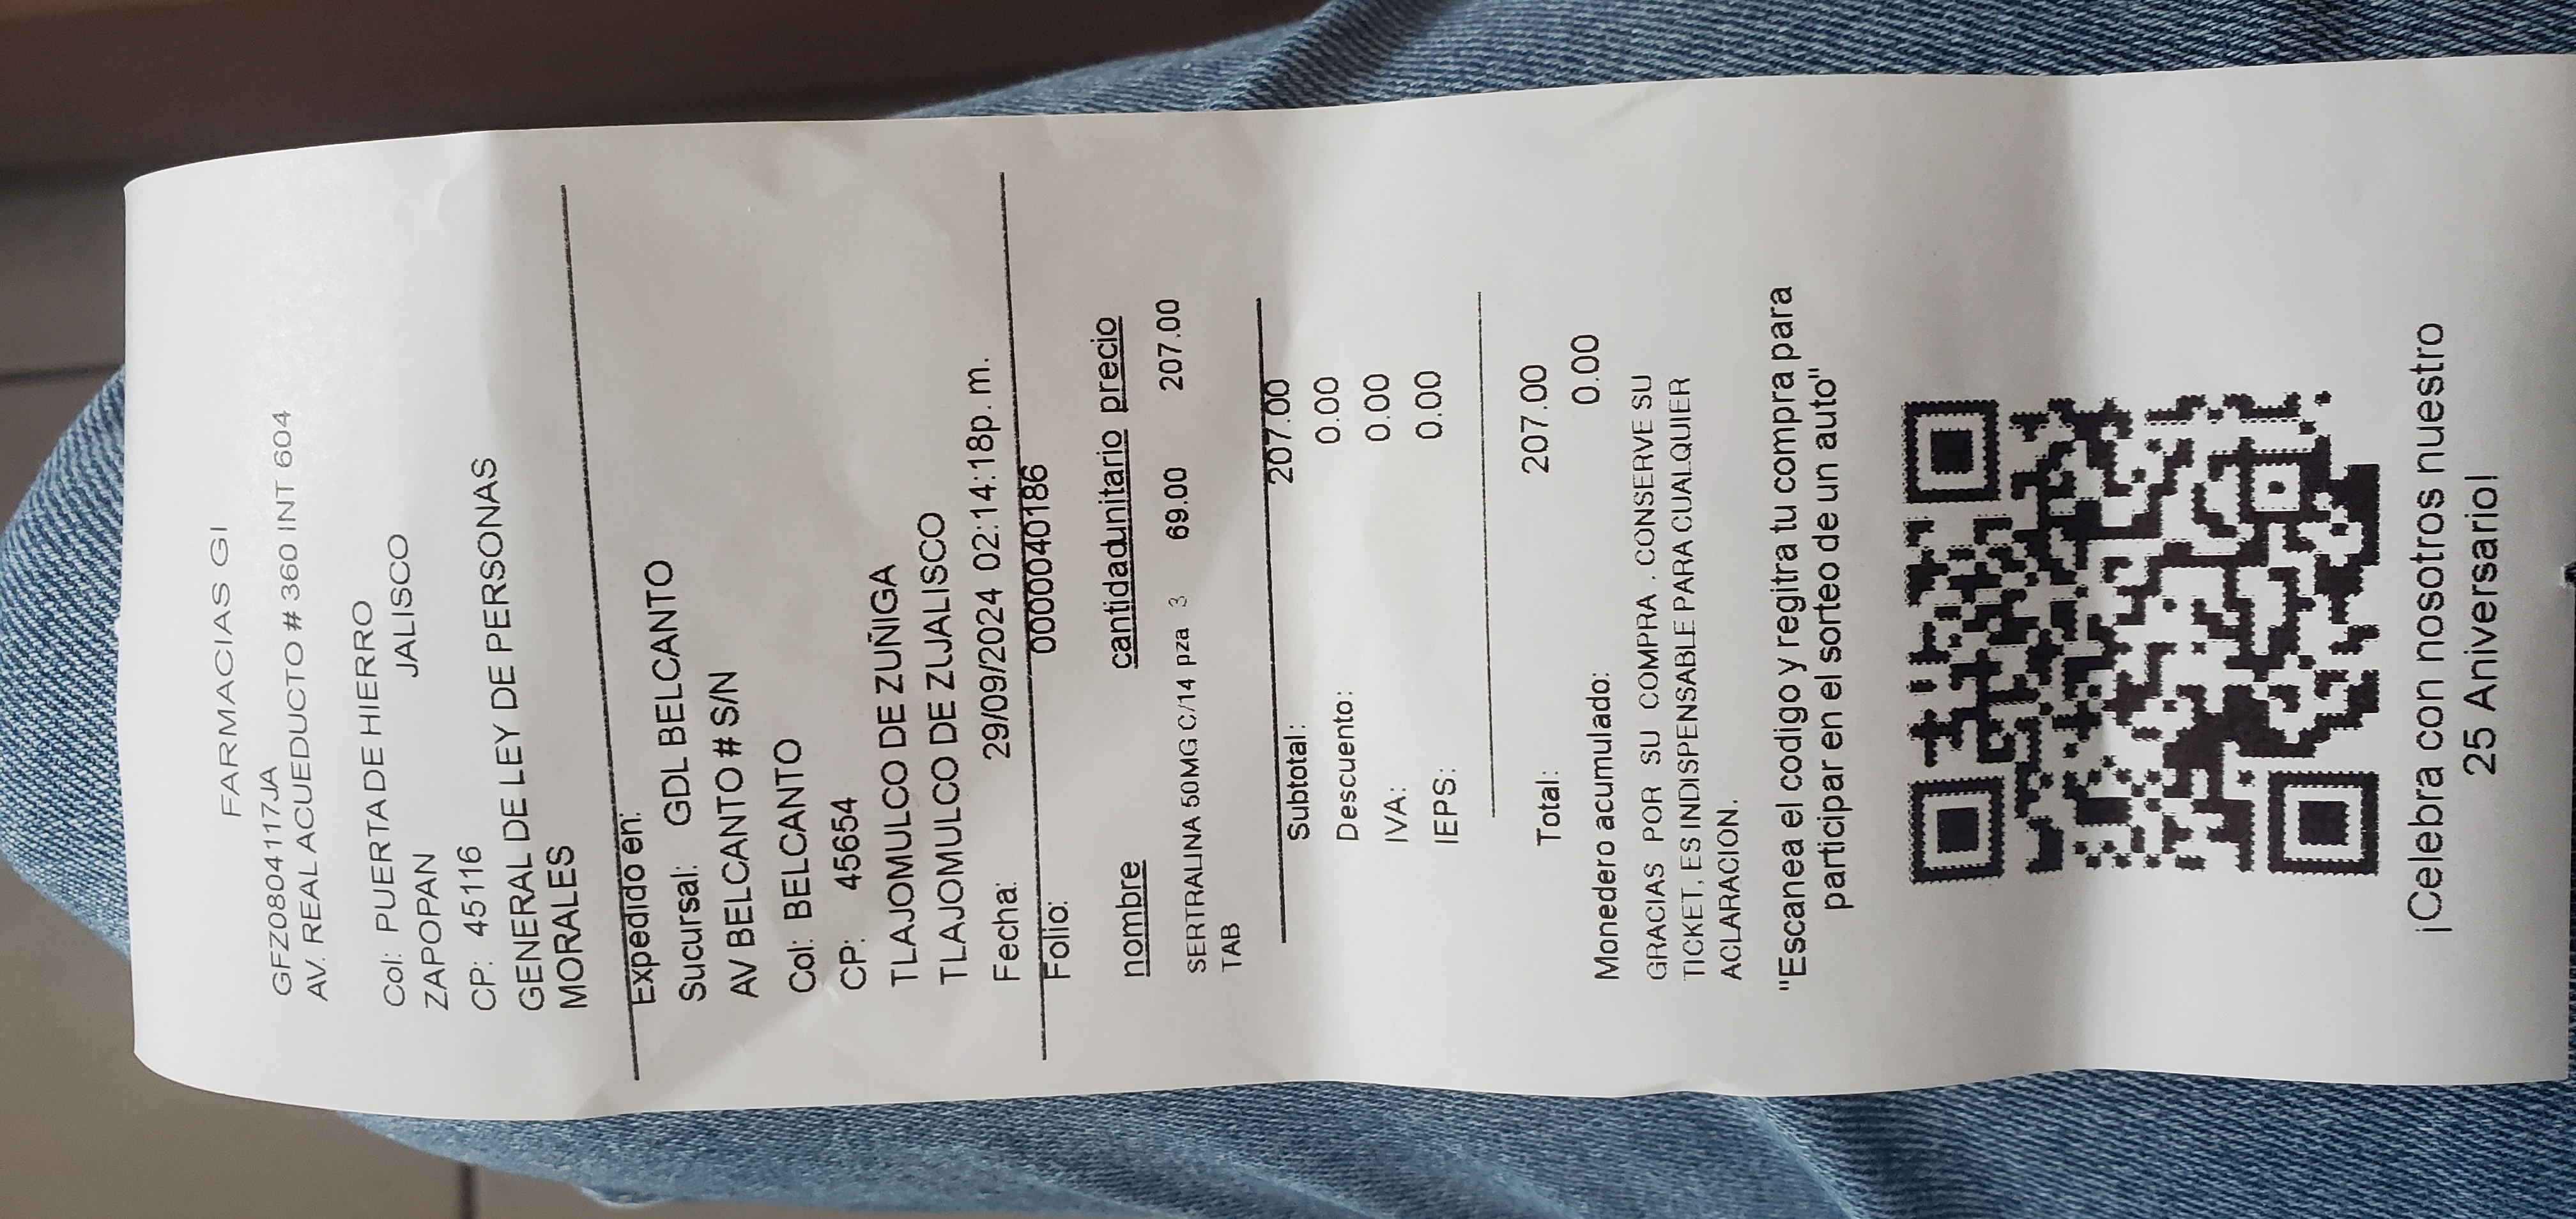 FARMACIAS GI
GFZ0804117JA
AV. REAL ACUEDUCTO # 360 INT 604
Col: PUERTA DE HIERRO
ZAPOPAN JALISCO
CP: 45116
GENERAL DE LEY DE PERSONAS
MORALES
Expedido en:
Sucursal: GDL BELCANTO
AV BELCANTO # S/N
Col: BELCANTO
CP: 45654
TLAJOMULCO DE ZUÑIGA
TLAJOMULCO DE ZUJALISCO
Fecha: 29/09/2024 02:14:18p. m.
Folio: 0000040186
nombre cantidadunitario precio
SERTRALINA 50MG C/14 pza 3 69.00 207.00
TAB
Subtotal: 207.00
Descuento: 0.00
IVA: 0.00
IEPS: 0.00
Total: 207.00
Monedero acumulado: 0.00
GRACIAS POR SU COMPRA . CONSERVE SU
TICKET, ES INDISPENSABLE PARA CUALQUIER
ACLARACION.
"Escanea el codigo y regitra tu compra para
participar en el sorteo de un auto"
¡Celebra con nosotros nuestro
25 Aniversario!